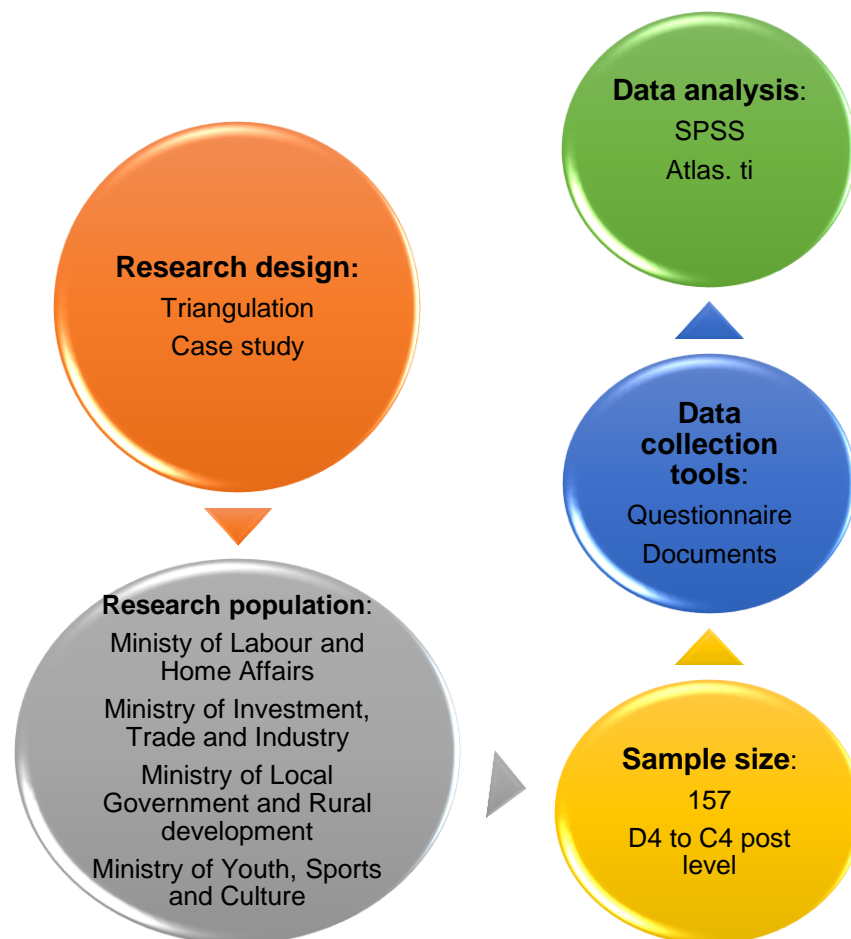 Research design:
Triangulation
Case study
Research population:
Ministy of Labour and
Home Affairs
Ministry of Investment,
Trade and Industry
Ministry of Local
Government and Rural
development
Ministry of Youth, Sports
and Culture
Sample size:
157
D4 to C4 post
level
Data
collection
tools:
Questionnaire
Documents
Data analysis:
SPSS
Atlas. ti